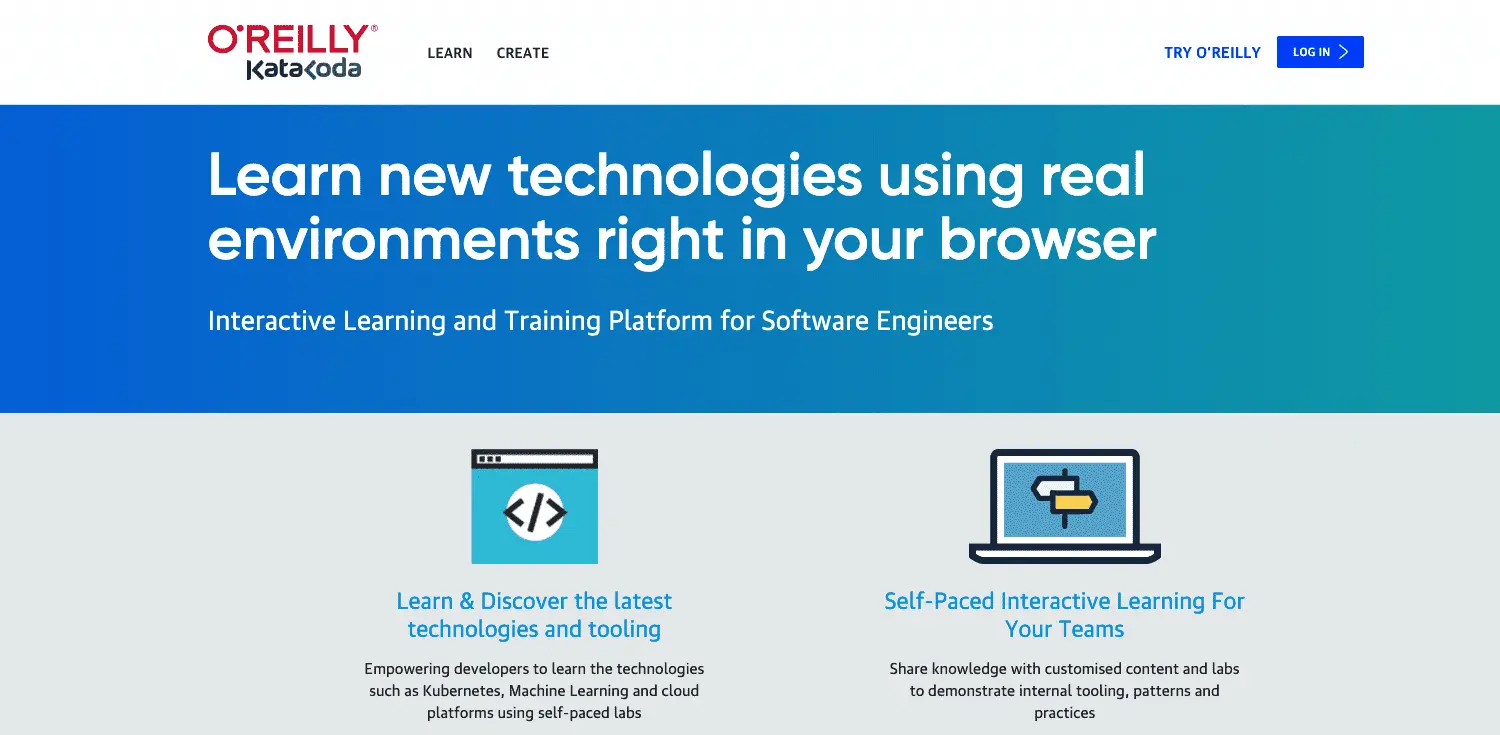 O'REILLY®
KataKoda
LEARN
CREATE
TRY O'REILLY
LOG IN
Learn new technologies using real
environments right in your browser
Interactive Learning and Training Platform for Software Engineers
</>
Learn & Discover the latest
technologies and tooling
Empowering developers to learn the technologies
such as Kubernetes, Machine Learning and cloud
platforms using self-paced labs
Self-Paced Interactive Learning For
Your Teams
Share knowledge with customised content and labs
to demonstrate internal tooling, patterns and
practices